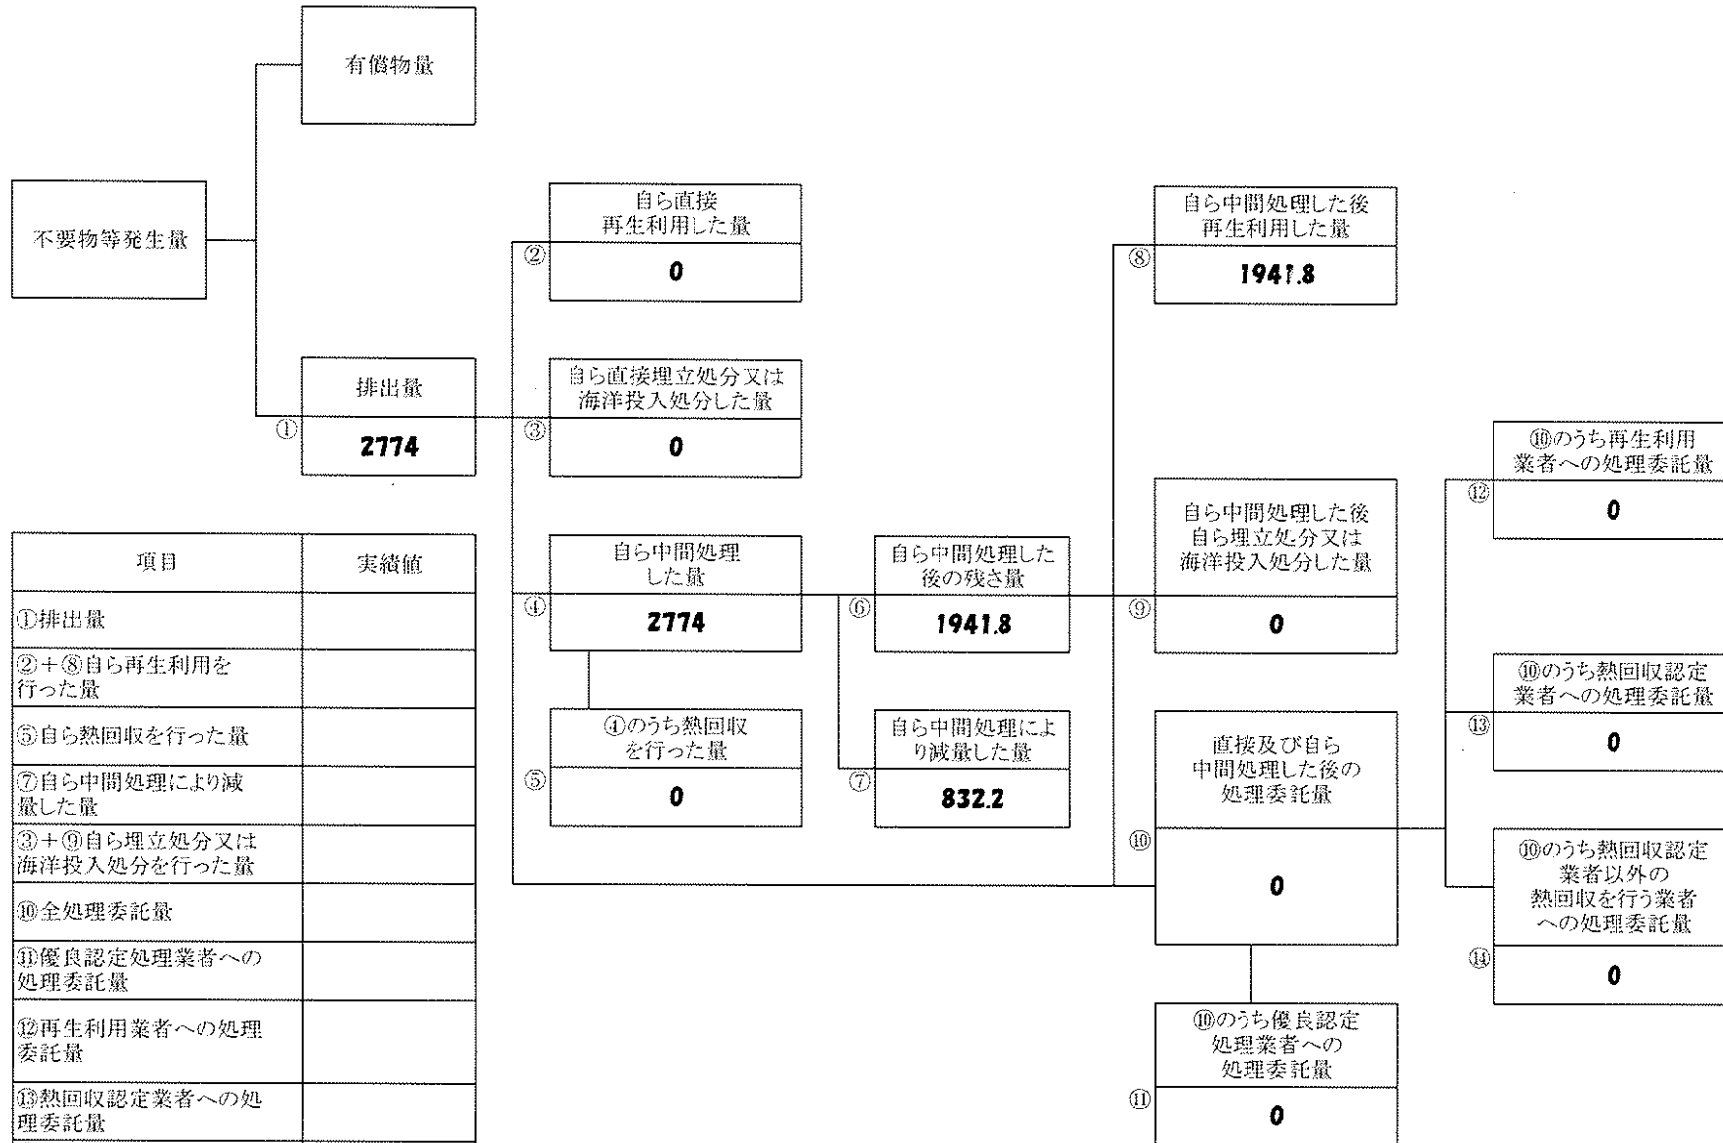 有償物量
不要物等発生量
排出量
①
2774
自ら直接
再生利用した量
②
0
自ら直接埋立処分又は
海洋投入処分した量
③
0
自ら中間処理
した量
④
2774
④のうち熱回収
を行った量
⑤
0
自ら中間処理した
後の残さ量
⑥
1941.8
自ら中間処理によ
り減量した量
⑦
832.2
自ら中間処理した後
再生利用した量
⑧
1941.8
自ら中間処理した後
自ら埋立処分又は
海洋投入処分した量
⑨
0
直接及び自ら
中間処理した後の
処理委託量
⑩
0
⑩のうち優良認定
処理業者への
処理委託量
⑪
0
⑩のうち再生利用
業者への処理委託量
⑫
0
⑩のうち熱回収認定
業者への処理委託量
⑬
0
⑩のうち熱回収認定
業者以外の
熱回収を行う業者
への処理委託量
⑭
0
項目 実績値
①排出量
②+⑧自ら再生利用を
行った量
⑤自ら熱回収を行った量
⑦自ら中間処理により減
量した量
③+⑨自ら埋立処分又は
海洋投入処分を行った量
⑩全処理委託量
⑪優良認定処理業者への
処理委託量
⑫再生利用業者への処理
委託量
⑬熱回収認定業者への処
理委託量